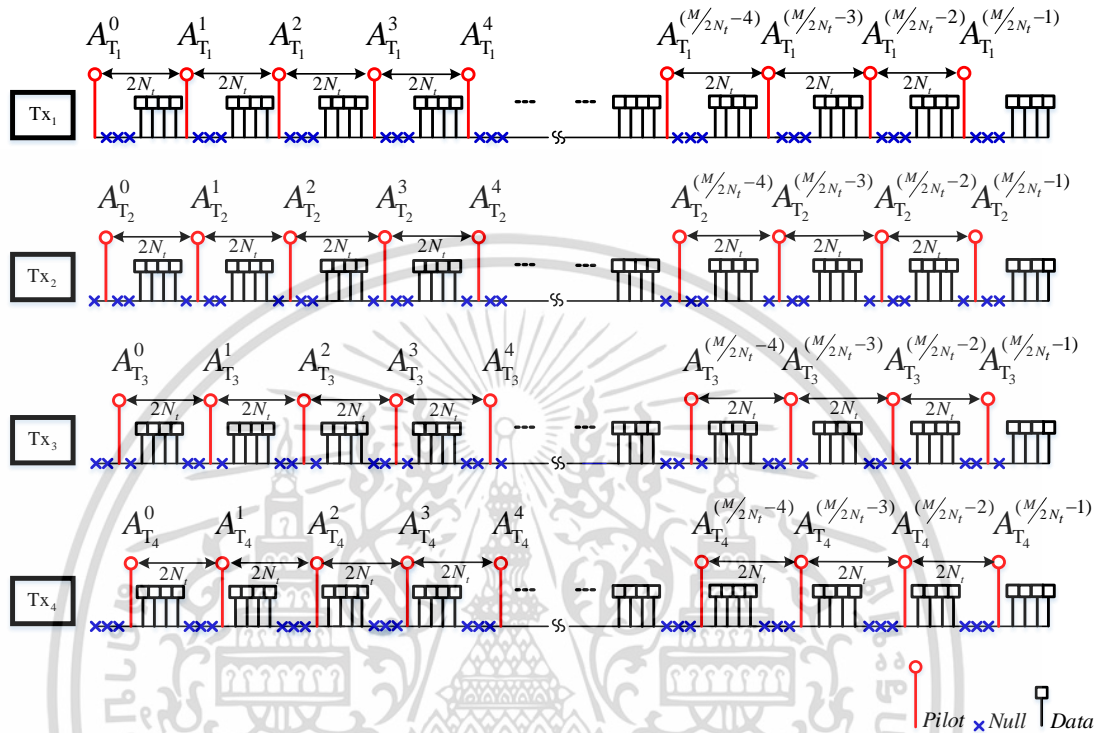 A_{T_1}^{0} A_{T_1}^{1} A_{T_1}^{2} A_{T_1}^{3} A_{T_1}^{4} A_{T_1}^{(M/2N_t-4)} A_{T_1}^{(M/2N_t-3)} A_{T_1}^{(M/2N_t-2)} A_{T_1}^{(M/2N_t-1)}
2N_t 2N_t 2N_t 2N_t 2N_t 2N_t 2N_t
Tx_1
A_{T_2}^{0} A_{T_2}^{1} A_{T_2}^{2} A_{T_2}^{3} A_{T_2}^{4} A_{T_2}^{(M/2N_t-4)} A_{T_2}^{(M/2N_t-3)} A_{T_2}^{(M/2N_t-2)} A_{T_2}^{(M/2N_t-1)}
2N_t 2N_t 2N_t 2N_t 2N_t 2N_t 2N_t
Tx_2
A_{T_3}^{0} A_{T_3}^{1} A_{T_3}^{2} A_{T_3}^{3} A_{T_3}^{4} A_{T_3}^{(M/2N_t-4)} A_{T_3}^{(M/2N_t-3)} A_{T_3}^{(M/2N_t-2)} A_{T_3}^{(M/2N_t-1)}
2N_t 2N_t 2N_t 2N_t 2N_t 2N_t 2N_t
Tx_3
A_{T_4}^{0} A_{T_4}^{1} A_{T_4}^{2} A_{T_4}^{3} A_{T_4}^{4} A_{T_4}^{(M/2N_t-4)} A_{T_4}^{(M/2N_t-3)} A_{T_4}^{(M/2N_t-2)} A_{T_4}^{(M/2N_t-1)}
2N_t 2N_t 2N_t 2N_t 2N_t 2N_t 2N_t
Tx_4
Pilot Null Data